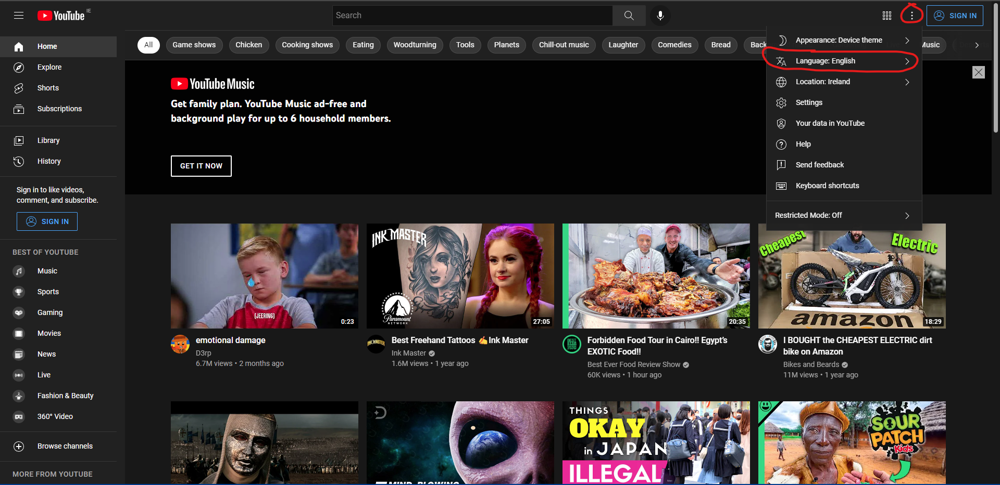 YouTube IE
Search
SIGN IN
Home
Explore
Shorts
Subscriptions
Library
History
Sign in to like videos,
comment, and subscribe.
SIGN IN
BEST OF YOUTUBE
Music
Sports
Gaming
Movies
News
Live
Fashion & Beauty
360° Video
Browse channels
MORE FROM YOUTUBE
All
Game shows
Chicken
Cooking shows
Eating
Woodturning
Tools
Planets
Chill-out music
Laughter
Comedies
Bread
Back
Music
Appearance: Device theme
Language: English
Location: Ireland
Settings
Your data in YouTube
Help
Send feedback
Keyboard shortcuts
Restricted Mode: Off
YouTube Music
Get family plan. YouTube Music ad-free and
background play for up to 6 household members.
GET IT NOW
(JEERING)
0:23
emotional damage
D3rp
6.7M views • 2 months ago
INK MASTER
Paramount
NETWORK
27:05
INK MASTER
Best Freehand Tattoos ✍️Ink Master
Ink Master
1.6M views • 1 year ago
20:35
BEST EVER FOOD
Forbidden Food Tour in Cairo!! Egypt's
EXOTIC Food!!
Best Ever Food Review Show
60K views • 1 hour ago
Cheapest Electric
amazon
18:29
I BOUGHT the CHEAPEST ELECTRIC dirt
bike on Amazon
Bikes and Beards
11M views • 1 year ago
MIND-BLOWING
THINGS
OKAY
in JAPAN
ILLEGAL
SOUR
PATCH
Kids